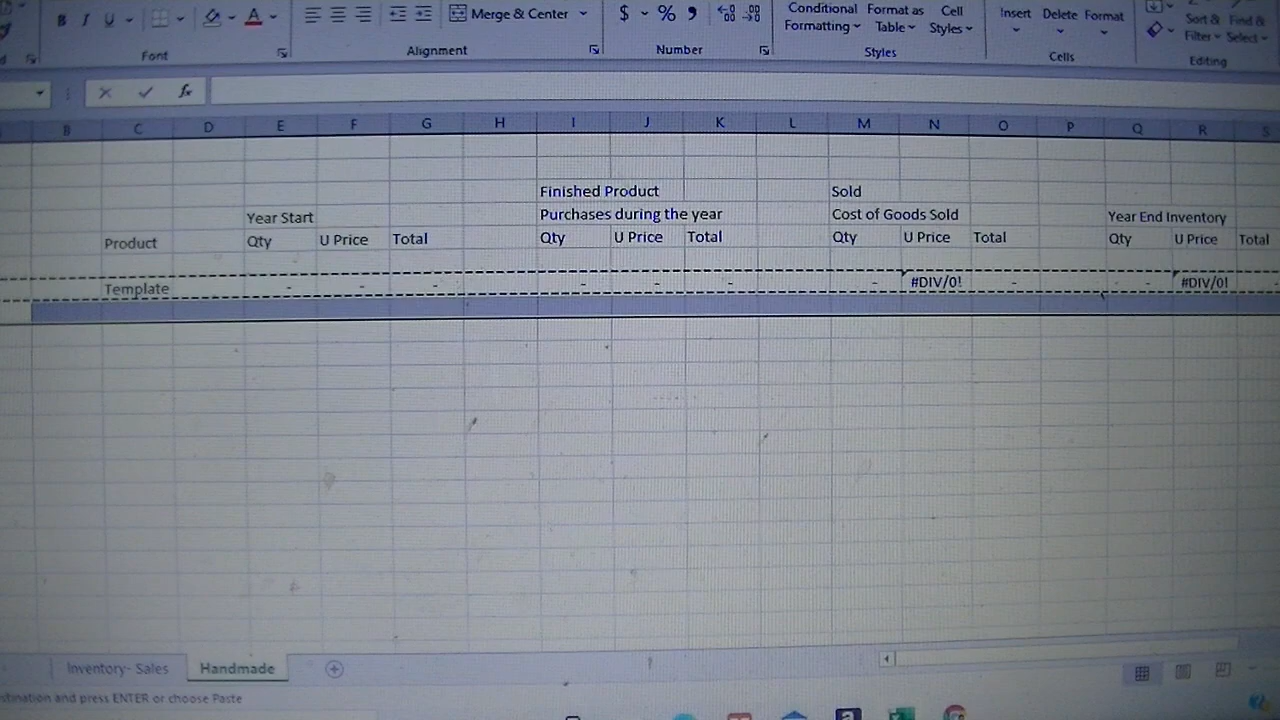 B I U A Merge & Center $ % Conditional Format as Cell Insert Delete Format Sort & Find &
Formatting Table Styles Filter Select
Font Alignment Number Styles Cells Editing
fx
B C D E F G H I J K L M N O P Q R S
Finished Product Sold
Year Start Purchases during the year Cost of Goods Sold Year End Inventory
Product Qty U Price Total Qty U Price Total Qty U Price Total Qty U Price Total
Template - - - - - - - #DIV/0! - - #DIV/0! -
Inventory- Sales Handmade
stination and press ENTER or choose Paste